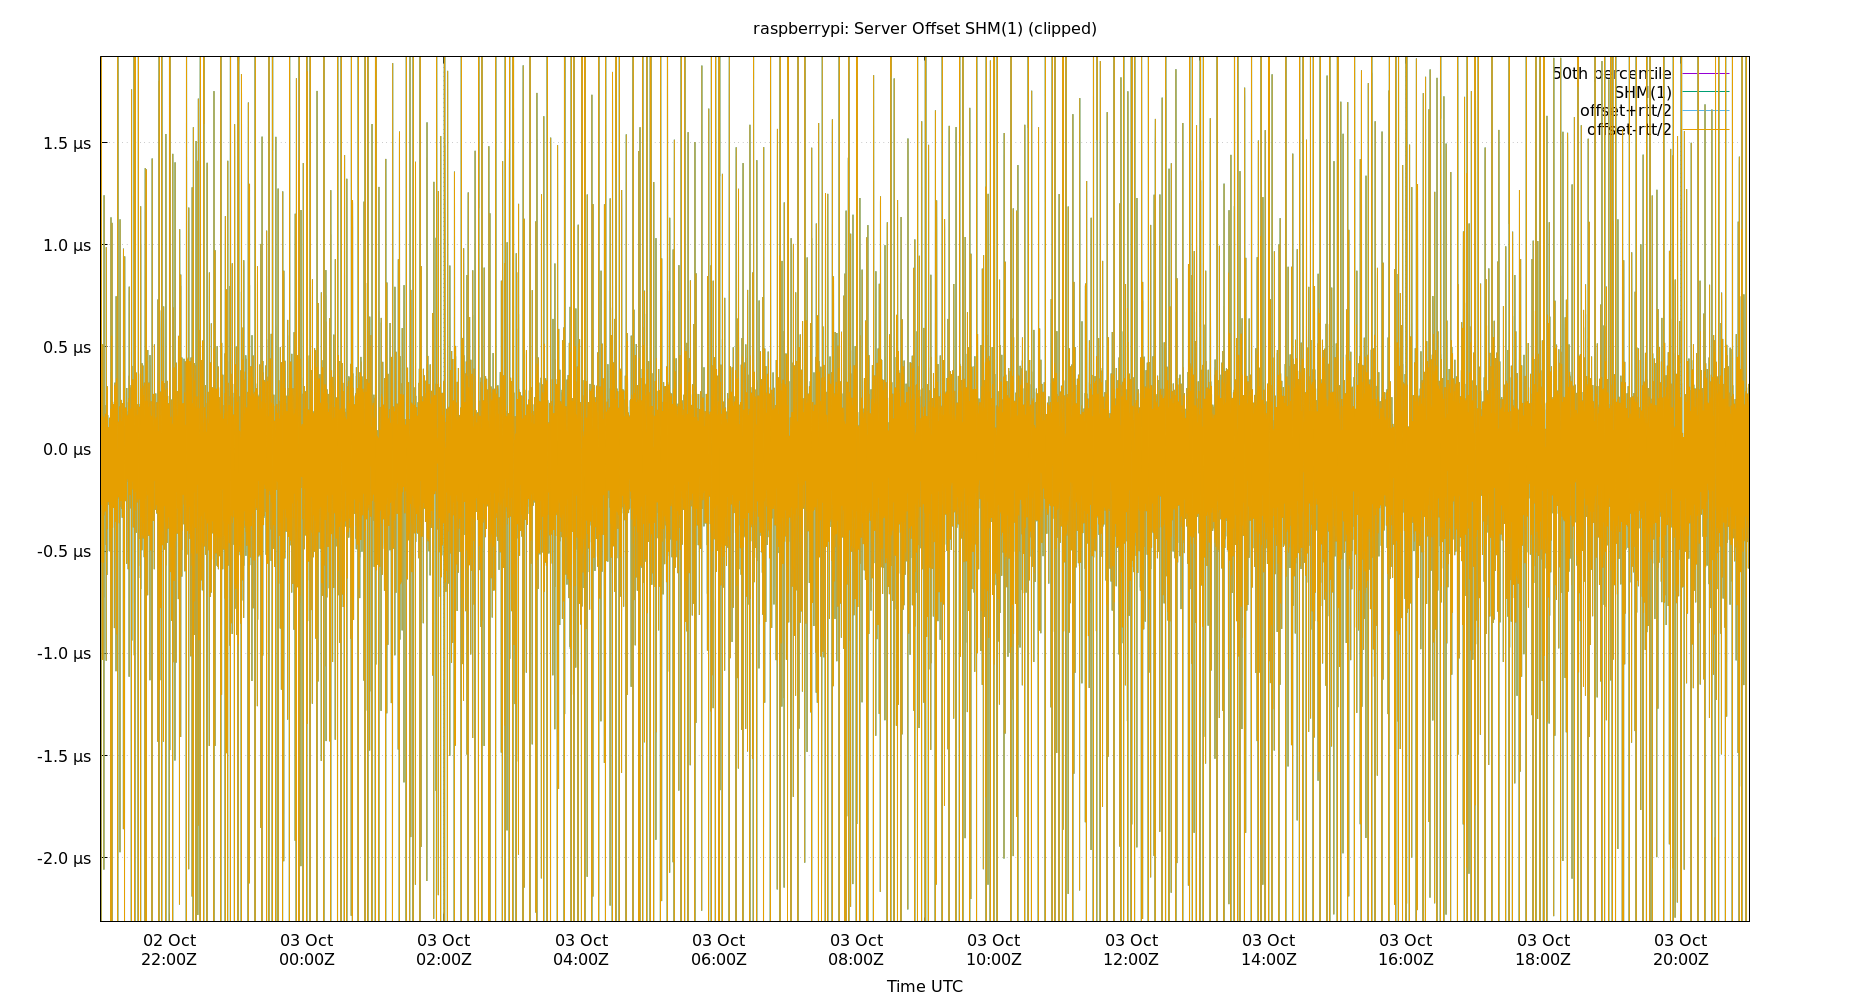 raspberrypi: Server Offset SHM(1) (clipped)
50th percentile
SHM(1)
offset+rtt/2
offset-rtt/2
1.5 µs
1.0 µs
0.5 µs
0.0 µs
-0.5 µs
-1.0 µs
-1.5 µs
-2.0 µs
02 Oct 03 Oct 03 Oct 03 Oct 03 Oct 03 Oct 03 Oct 03 Oct 03 Oct 03 Oct 03 Oct 03 Oct
22:00Z 00:00Z 02:00Z 04:00Z 06:00Z 08:00Z 10:00Z 12:00Z 14:00Z 16:00Z 18:00Z 20:00Z
Time UTC